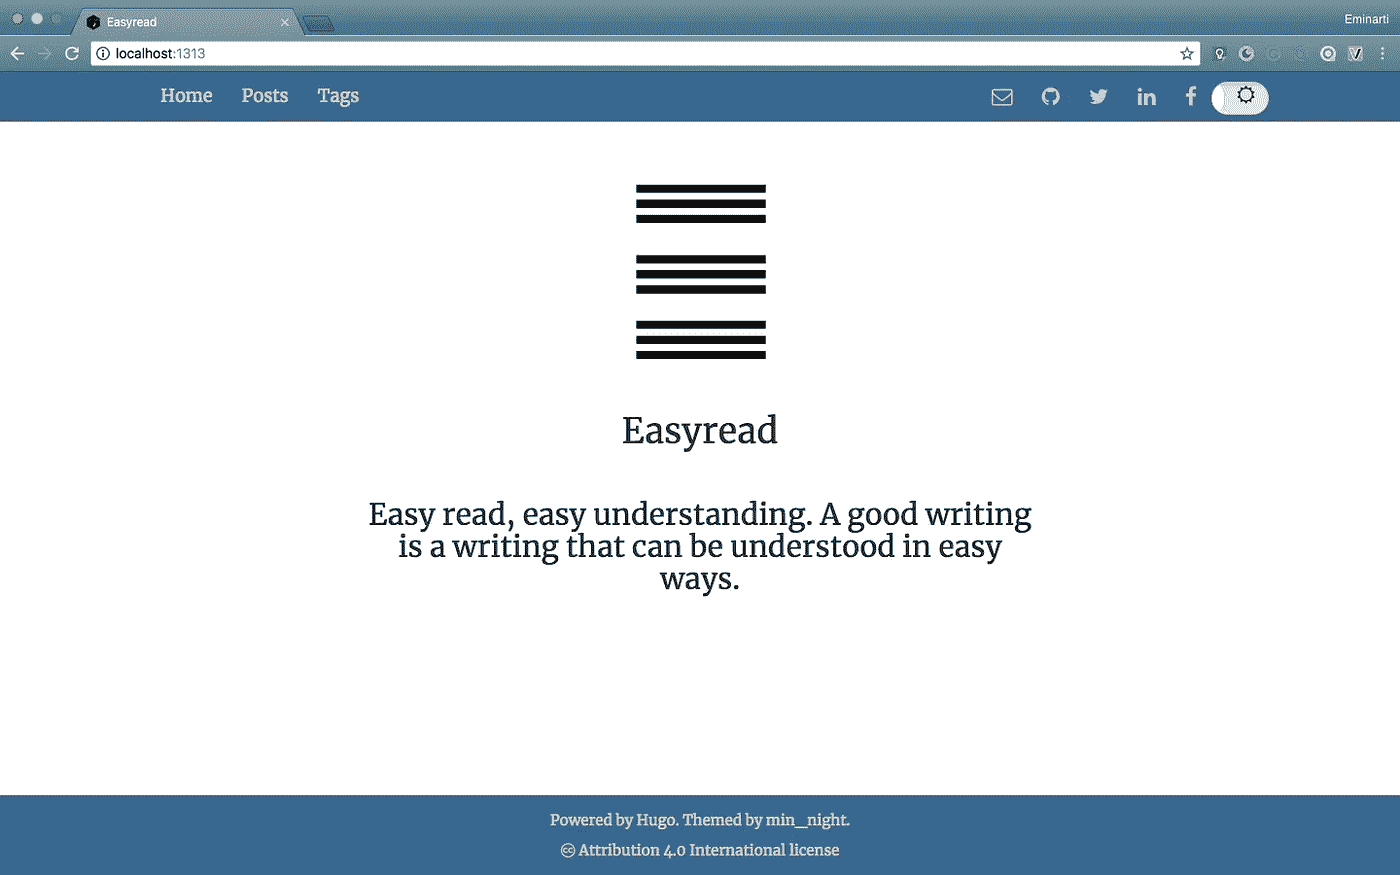 Easyread
Eminarti
localhost:1313
Home Posts Tags
Easyread
Easy read, easy understanding. A good writing
is a writing that can be understood in easy
ways.
Powered by Hugo. Themed by min_night.
cc Attribution 4.0 International license